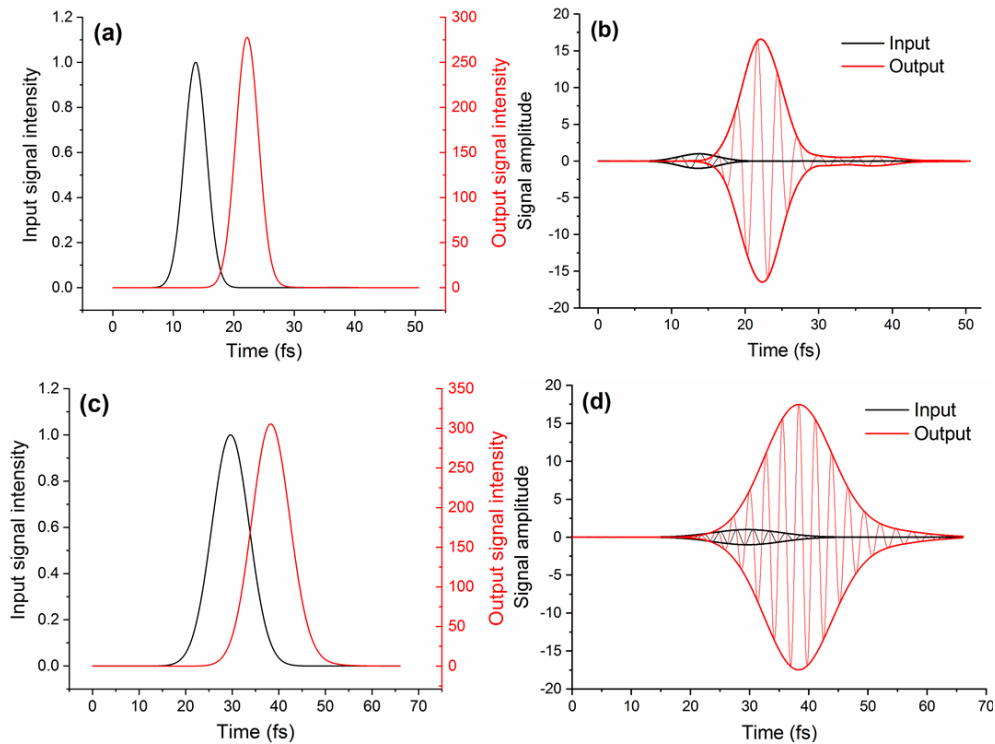 (a)
Input signal intensity
1.2
1.0
0.8
0.6
0.4
0.2
0.0
300
250
200
150
100
50
0
Output signal intensity
0 10 20 30 40 50
Time (fs)
(b)
Input
Output
Signal amplitude
20
15
10
5
0
-5
-10
-15
-20
0 10 20 30 40 50
Time (fs)
(c)
Input signal intensity
1.2
1.0
0.8
0.6
0.4
0.2
0.0
350
300
250
200
150
100
50
0
Output signal intensity
0 10 20 30 40 50 60 70
Time (fs)
(d)
Input
Output
Signal amplitude
20
15
10
5
0
-5
-10
-15
-20
0 10 20 30 40 50 60 70
Time (fs)